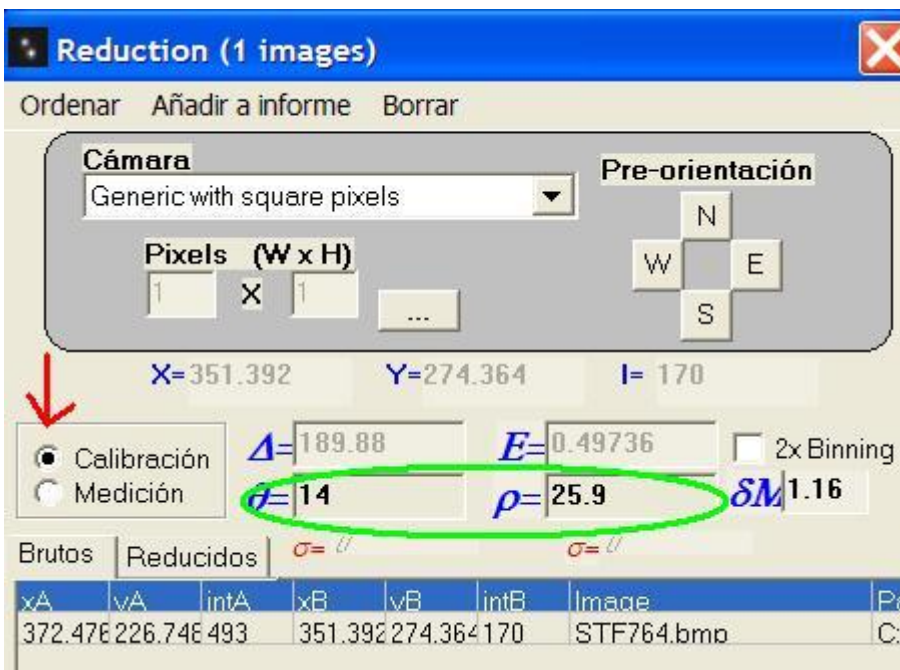 Reduction (1 images)
Ordenar Añadir a informe Borrar
Cámara
Generic with square pixels
Pre-orientación
N
W E
S
Pixels (W x H)
1 X 1 ...
X=351.392 Y=274.364 I= 170
Calibración
Medición
Δ=189.88 E=0.49736 2x Binning
θ=14 ρ=25.9 δM 1.16
Brutos Reducidos σ= 0 σ= 0
xA yA intA xB yB intB Image
372.476 226.748 493 351.392 274.364 170 STF764.bmp C: